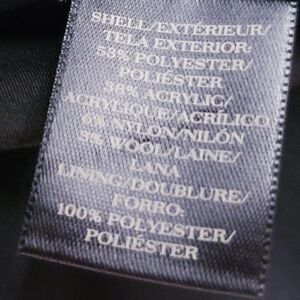 SHELL/EXTÉRIEUR/
TELA EXTERIOR:
53% POLYESTER/
POLIÉSTER
38% ACRYLIC/
ACRYLIQUE/ACRÍLICO
6% NYLON/NILÓN
3% WOOL/LAINE/
LANA
LINING/DOUBLURE/
FORRO:
100% POLYESTER/
POLIÉSTER